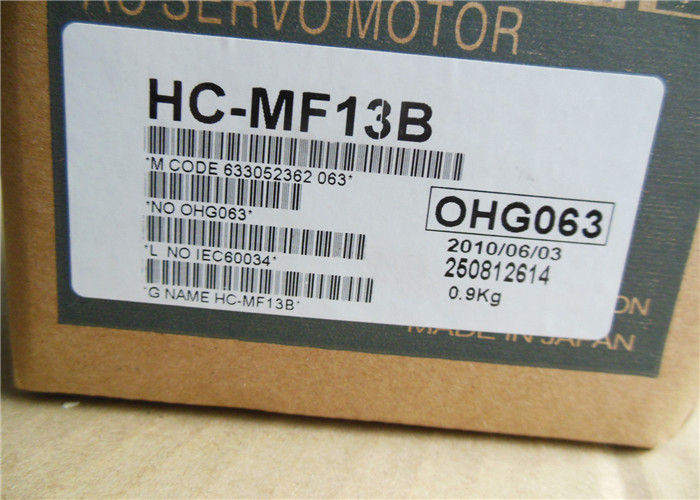 SERVO MOTOR
HC-MF13B
*M CODE 633052362 063*
*NO OHG063*
*L NO IEC60034*
*G NAME HC-MF13B*
OHG063
2010/06/03
250812614
0.9Kg
MADE IN JAPAN